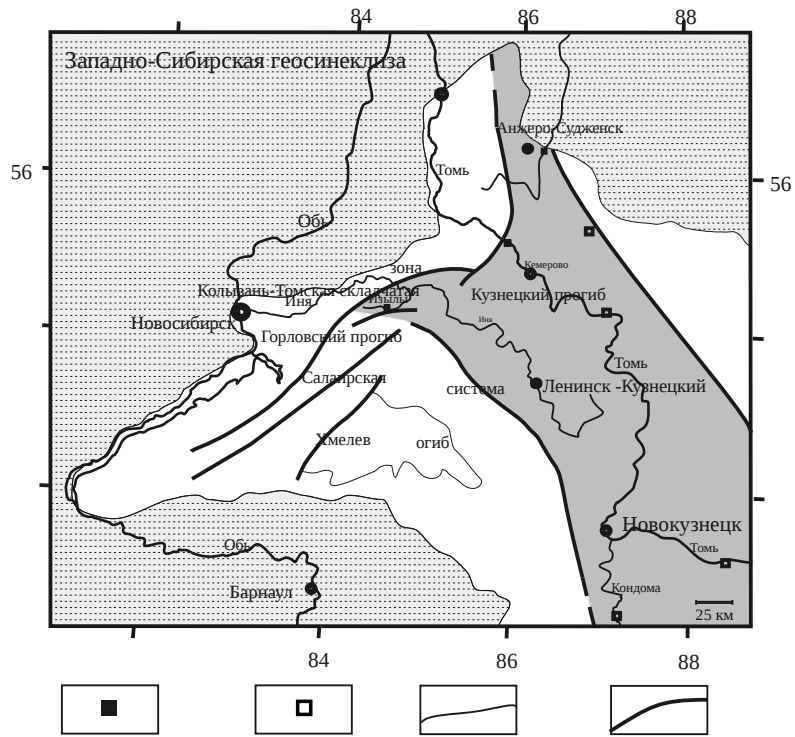 84 86 88
Западно-Сибирская геосинеклиза
Анжеро-Судженск
56
Томь
56
Обь
зона
Кемерово
Колывань-Томская складчатая
Кузнецкий прогиб
Иня
Изылы
Новосибирск
Иня
Горловский прогиб
Томь
Салаирская
система
Ленинск -Кузнецкий
Хмелев
огиб
Новокузнецк
Обь
Томь
Барнаул
Кондома
25 км
84 86 88